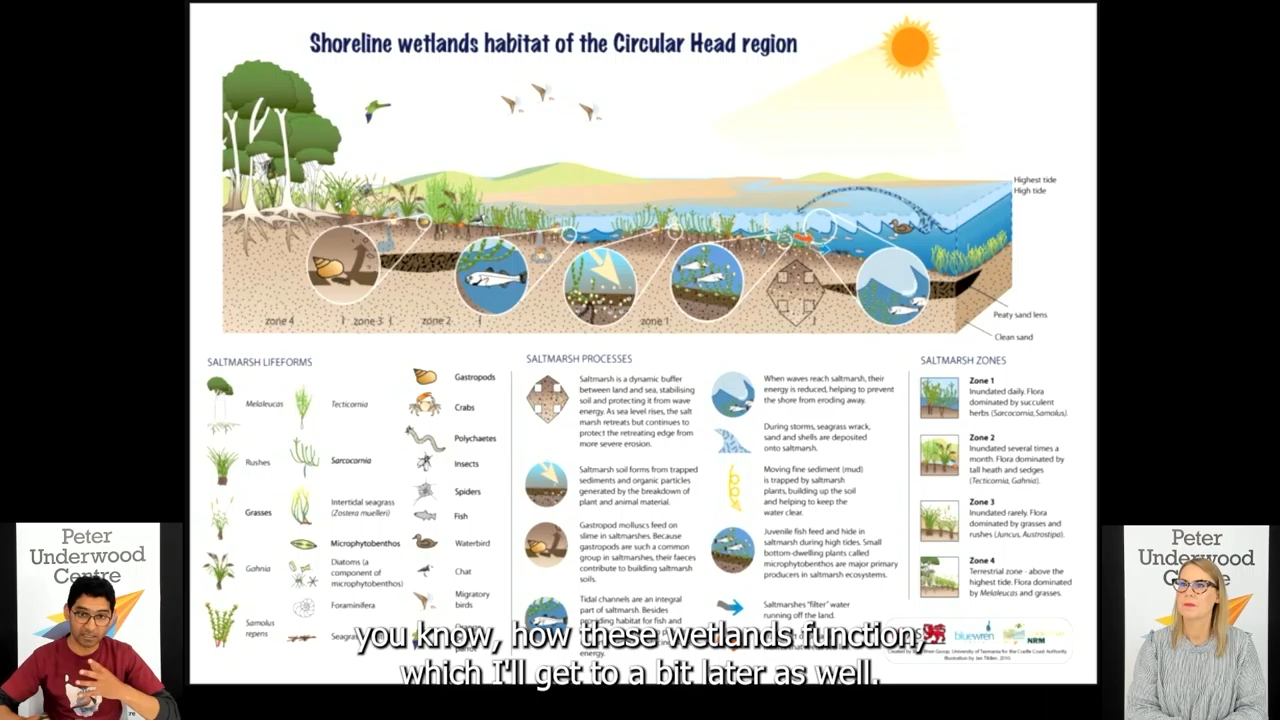 Shoreline wetlands habitat of the Circular Head region
Highest tide
High tide
Peaty sand lens
Clean sand
zone 4
zone 3
zone 2
zone 1
SALTMARSH LIFEFORMS
Melaleucas
Rushes
Grasses
Gahnia
Samolus
repens
Tecticornia
Sarcocornia
Intertidal seagrass
(Zostera muelleri)
Microphytobenthos
Diatoms (a
component of
microphytobenthos)
Foraminifera
Gastropods
Crabs
Polychaetes
Insects
Spiders
Fish
Waterbird
Chat
Migratory
birds
SALTMARSH PROCESSES
Saltmarsh is a dynamic buffer
between land and sea, stabilising
soil and protecting it from wave
energy. As sea level rises, the salt
marsh retreats but continues to
protect the retreating edge from
more severe erosion.
Saltmarsh soil forms from trapped
sediments and organic particles
generated by the breakdown of
plant and animal material.
Gastropod molluscs feed on
slime in saltmarshes. Because
gastropods are such a common
group in saltmarshes, their faeces
contribute to building saltmarsh
soils.
Tidal channels are an integral
part of saltmarsh. Besides
providing habitat for fish and
energy.
When waves reach saltmarsh, their
energy is reduced, helping to prevent
the shore from eroding away.
During storms, seagrass wrack,
sand and shells are deposited
onto saltmarsh.
Moving fine sediment (mud)
is trapped by saltmarsh
plants, building up the soil
and helping to keep the
water clear.
Juvenile fish feed and hide in
saltmarsh during high tides. Small
bottom-dwelling plants called
microphytobenthos are major primary
producers in saltmarsh ecosystems.
Saltmarshes "filter" water
running off the land.
SALTMARSH ZONES
Zone 1
Inundated daily. Flora
dominated by succulent
herbs (Sarcocornia, Samolus).
Zone 2
Inundated several times a
month. Flora dominated by
tall heath and sedges
(Tecticornia, Gahnia).
Zone 3
Inundated rarely. Flora
dominated by grasses and
rushes (Juncus, Austrostipa).
Zone 4
Terrestrial zone - above the
highest tide. Flora dominated
by Melaleucas and grasses.
bluewren
NRM
Peter
Underwood
Centre
Peter
Underwood
you know, how these wetlands function,
which I'll get to a bit later as well.